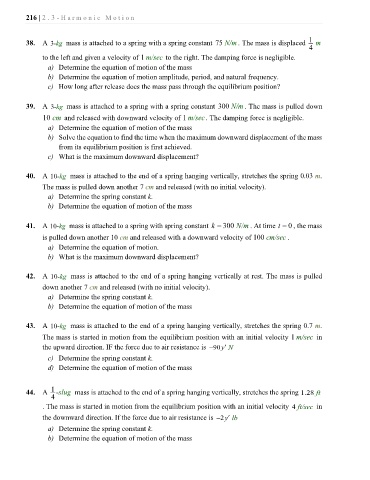 216 | 2 . 3 - H a r m o n i c M o t i o n
38. A 3-kg mass is attached to a spring with a spring constant 75 N/m . The mass is displaced 1/4 m
to the left and given a velocity of 1 m/sec to the right. The damping force is negligible.
a) Determine the equation of motion of the mass
b) Determine the equation of motion amplitude, period, and natural frequency.
c) How long after release does the mass pass through the equilibrium position?
39. A 3-kg mass is attached to a spring with a spring constant 300 N/m . The mass is pulled down
10 cm and released with downward velocity of 1 m/sec . The damping force is negligible.
a) Determine the equation of motion of the mass
b) Solve the equation to find the time when the maximum downward displacement of the mass
from its equilibrium position is first achieved.
c) What is the maximum downward displacement?
40. A 10-kg mass is attached to the end of a spring hanging vertically, stretches the spring 0.03 m.
The mass is pulled down another 7 cm and released (with no initial velocity).
a) Determine the spring constant k.
b) Determine the equation of motion of the mass
41. A 10-kg mass is attached to a spring with spring constant k = 300 N/m . At time t = 0 , the mass
is pulled down another 10 cm and released with a downward velocity of 100 cm/sec .
a) Determine the equation of motion.
b) What is the maximum downward displacement?
42. A 10-kg mass is attached to the end of a spring hanging vertically at rest. The mass is pulled
down another 7 cm and released (with no initial velocity).
a) Determine the spring constant k.
b) Determine the equation of motion of the mass
43. A 10-kg mass is attached to the end of a spring hanging vertically, stretches the spring 0.7 m.
The mass is started in motion from the equilibrium position with an initial velocity 1 m/sec in
the upward direction. IF the force due to air resistance is −90y′ N
c) Determine the spring constant k.
d) Determine the equation of motion of the mass
44. A 1/4-slug mass is attached to the end of a spring hanging vertically, stretches the spring 1.28 ft
. The mass is started in motion from the equilibrium position with an initial velocity 4 ft/sec in
the downward direction. If the force due to air resistance is −2y′ lb
a) Determine the spring constant k.
b) Determine the equation of motion of the mass